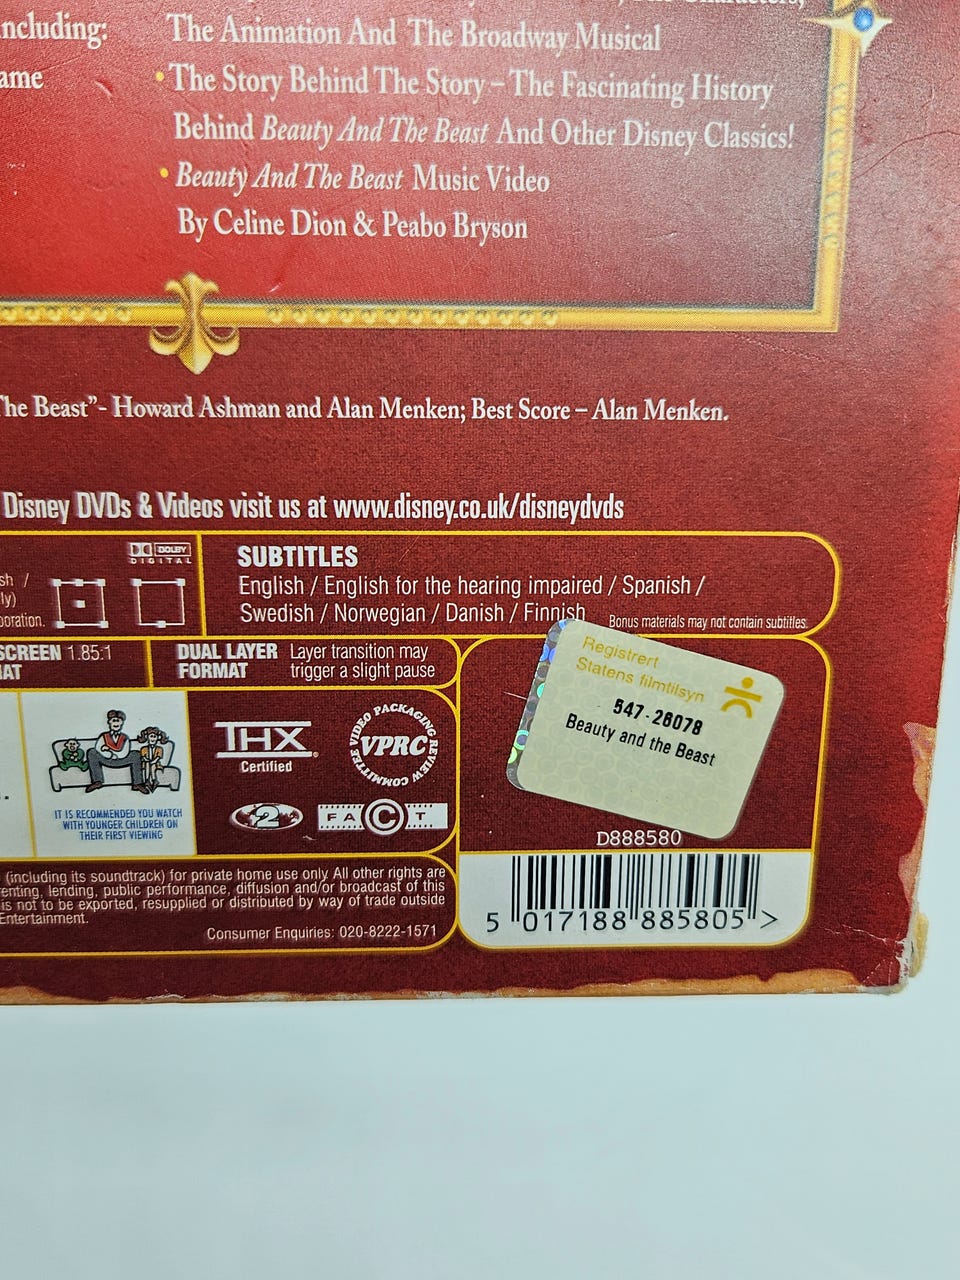 ncluding:
ame
The Animation And The Broadway Musical
• The Story Behind The Story – The Fascinating History
Behind Beauty And The Beast And Other Disney Classics!
• Beauty And The Beast Music Video
By Celine Dion & Peabo Bryson
The Beast"- Howard Ashman and Alan Menken; Best Score – Alan Menken.
Disney DVDs & Videos visit us at www.disney.co.uk/disneydvds
sh /
ly)
poration.
DOLBY
DIGITAL
SUBTITLES
English / English for the hearing impaired / Spanish /
Swedish / Norwegian / Danish / Finnish
Bonus materials may not contain subtitles.
SCREEN 1.85:1
AT
DUAL LAYER
FORMAT
Layer transition may
trigger a slight pause
IT IS RECOMMENDED YOU WATCH
WITH YOUNGER CHILDREN ON
THEIR FIRST VIEWING
THX
Certified
VIDEO PACKAGING REVIEW COMMITTEE
VPRC
2
FA©T
Registrert
Statens filmtilsyn
547-28078
Beauty and the Beast
D888580
5 017188 885805 >
(including its soundtrack) for private home use only. All other rights are
enting, lending, public performance, diffusion and/or broadcast of this
is not to be exported, resupplied or distributed by way of trade outside
Entertainment.
Consumer Enquiries: 020-8222-1571